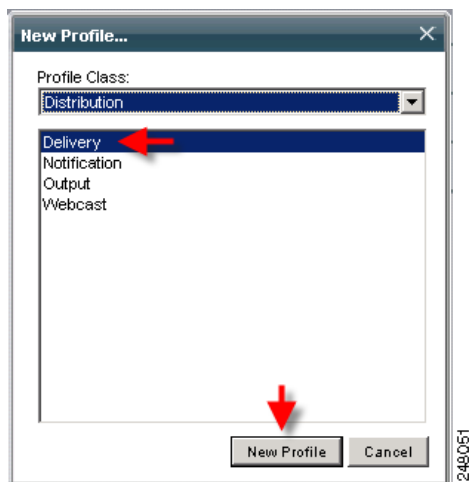 New Profile...
Profile Class:
Distribution
Delivery
Notification
Output
Webcast
New Profile
Cancel
248051